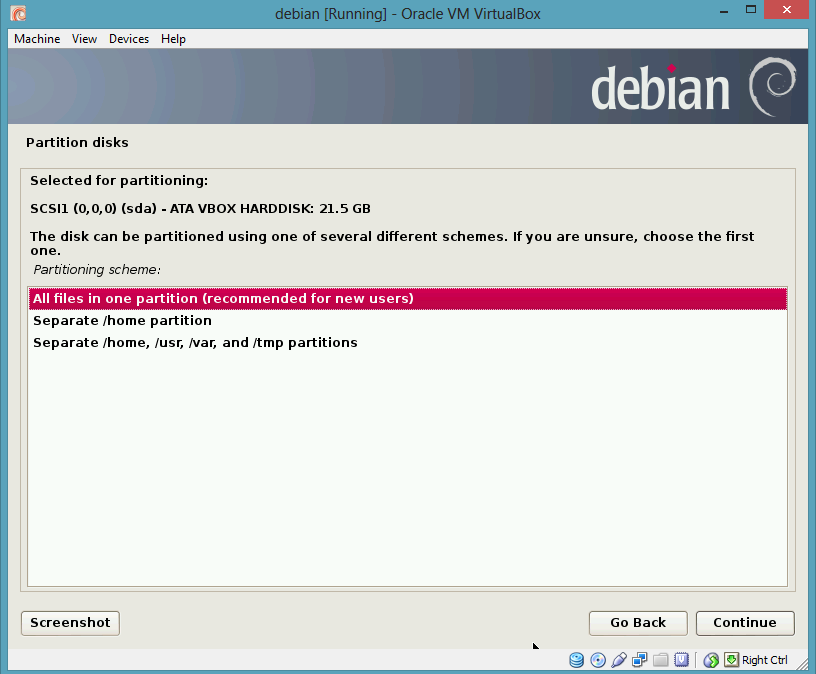 debian [Running] - Oracle VM VirtualBox
Machine View Devices Help
debian
Partition disks
Selected for partitioning:
SCSI1 (0,0,0) (sda) - ATA VBOX HARDDISK: 21.5 GB
The disk can be partitioned using one of several different schemes. If you are unsure, choose the first
one.
Partitioning scheme:
All files in one partition (recommended for new users)
Separate /home partition
Separate /home, /usr, /var, and /tmp partitions
Screenshot
Go Back
Continue
Right Ctrl